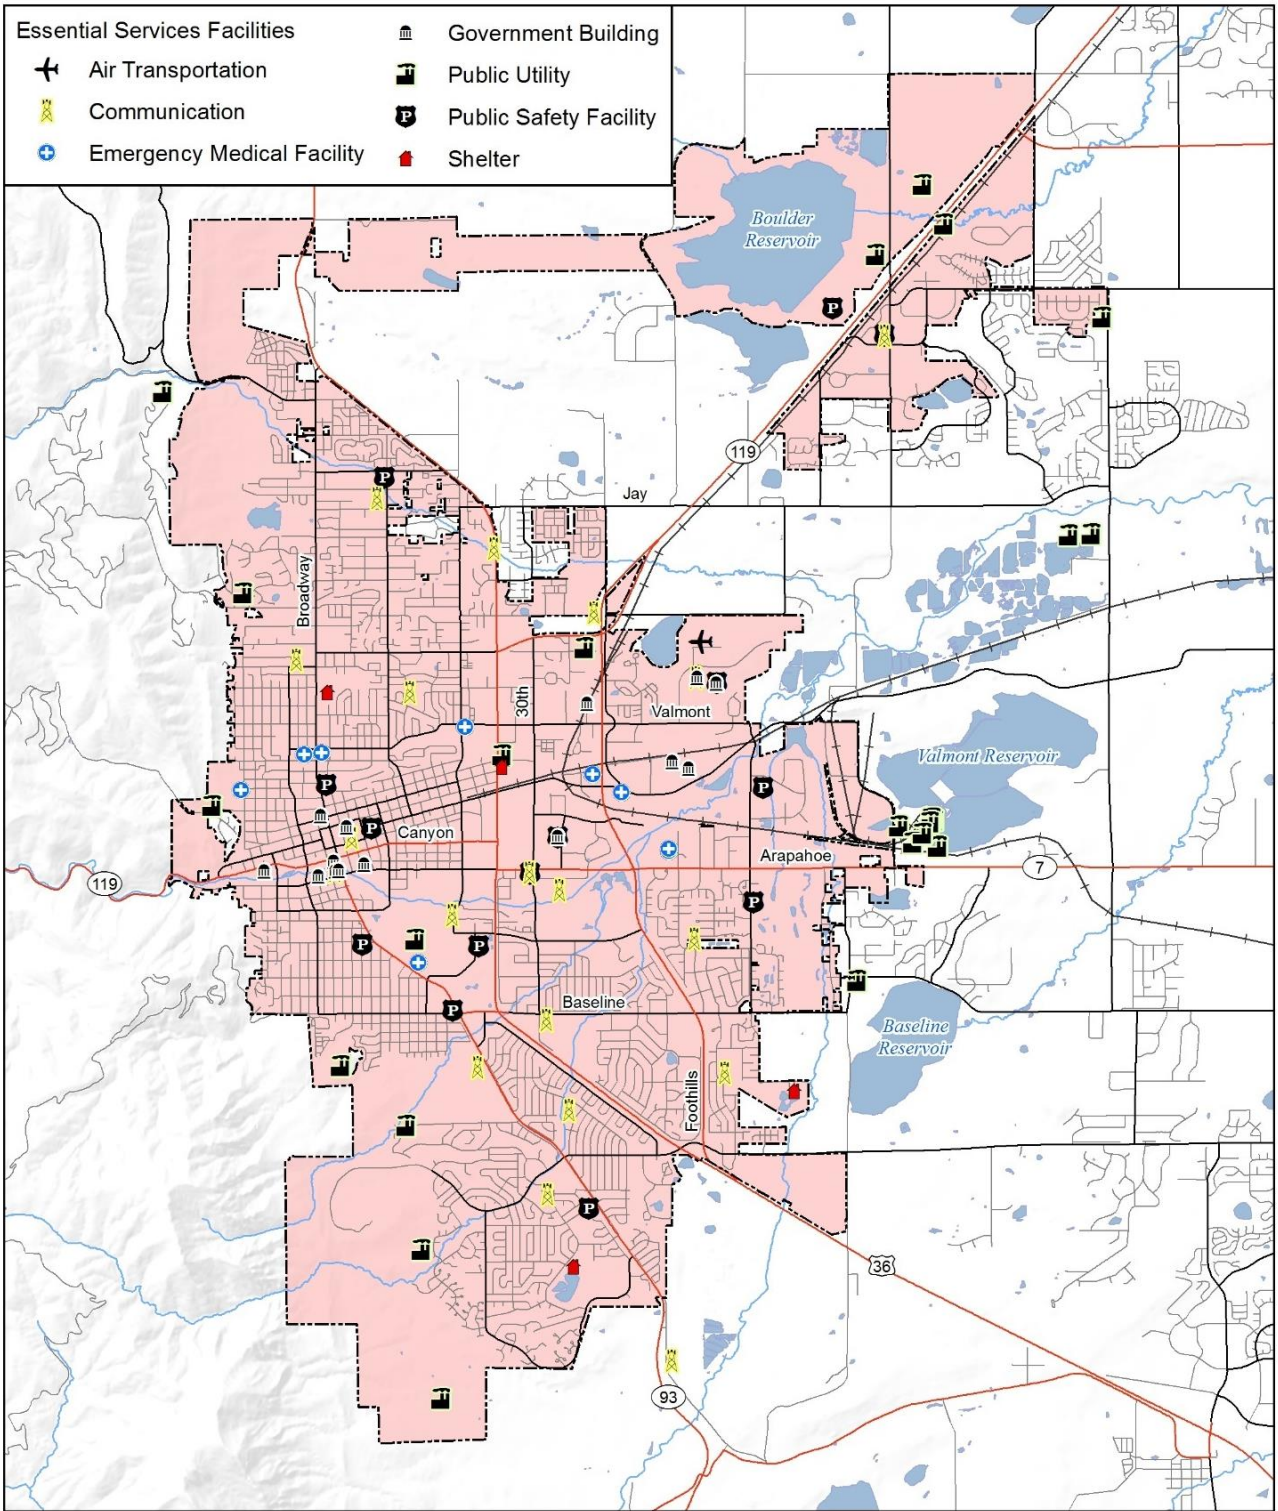 Essential Services Facilities
Air Transportation
Communication
Emergency Medical Facility
Government Building
Public Utility
Public Safety Facility
Shelter
Boulder
Reservoir
119
Jay
Broadway
30th
Valmont
Valmont Reservoir
Canyon
Arapahoe
7
119
Baseline
Baseline
Reservoir
Foothills
36
93